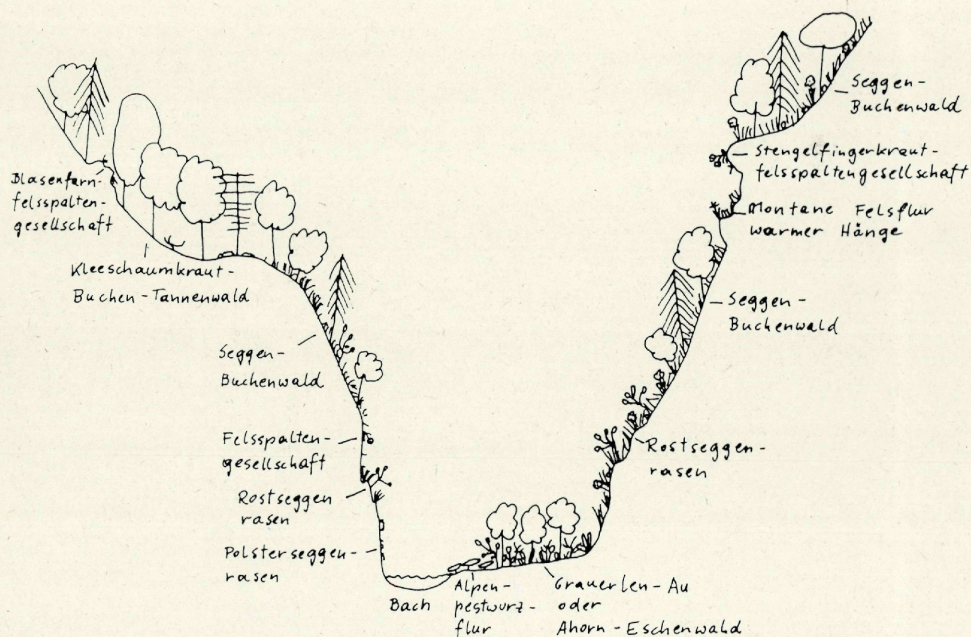 Blasenfarn-
felsspalten-
gesellschaft
Kleeschaumkraut-
Buchen-Tannenwald
Seggen-
Buchenwald
Felsspalten-
gesellschaft
Rostseggen
rasen
Polsterseggen-
rasen
Bach
Alpen-
pestwurz-
flur
Grauerlen-Au
oder
Ahorn-Eschenwald
Rostseggen-
rasen
Seggen-
Buchenwald
Montane Felsflur
warmer Hänge
Stengelfingerkraut-
felsspaltengesellschaft
Seggen-
Buchenwald